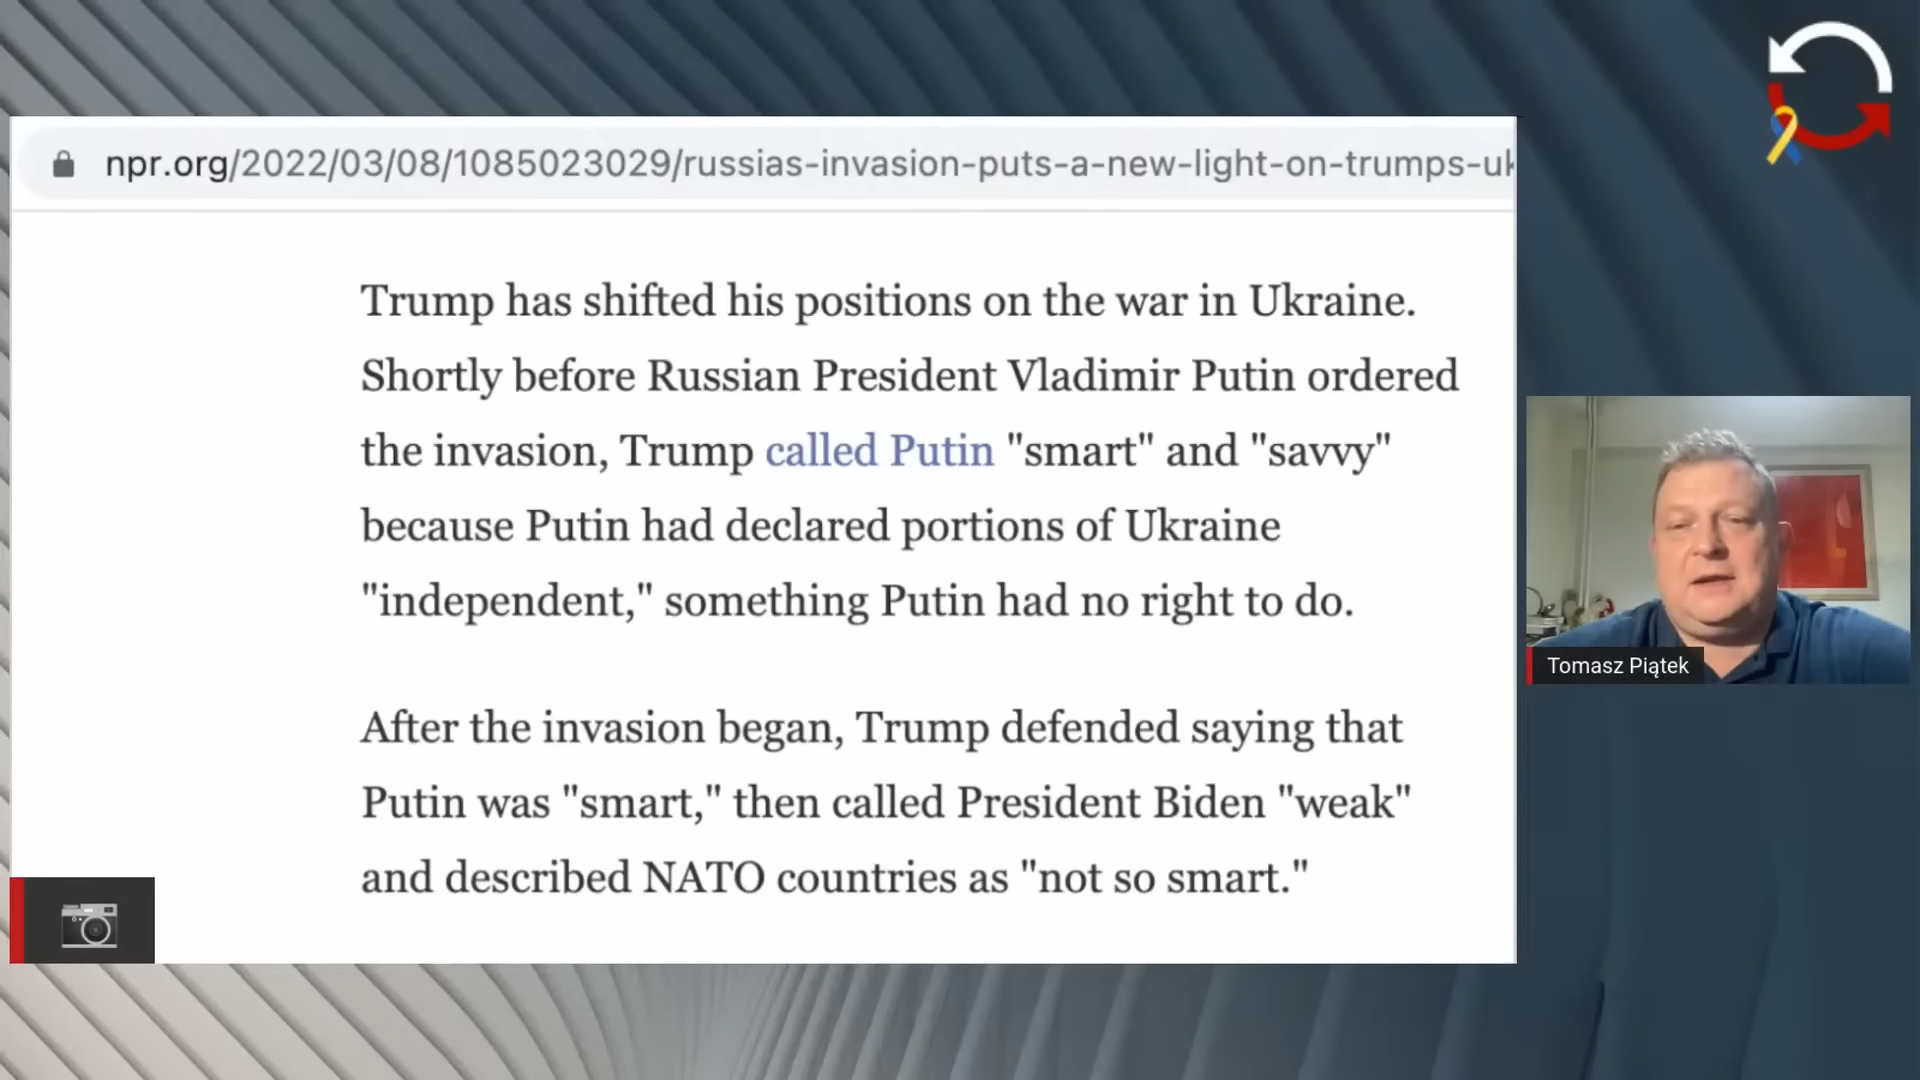 npr.org/2022/03/08/1085023029/russias-invasion-puts-a-new-light-on-trumps-uk
Trump has shifted his positions on the war in Ukraine.
Shortly before Russian President Vladimir Putin ordered
the invasion, Trump called Putin "smart" and "savvy"
because Putin had declared portions of Ukraine
"independent," something Putin had no right to do.
After the invasion began, Trump defended saying that
Putin was "smart," then called President Biden "weak"
and described NATO countries as "not so smart."
Tomasz Piątek